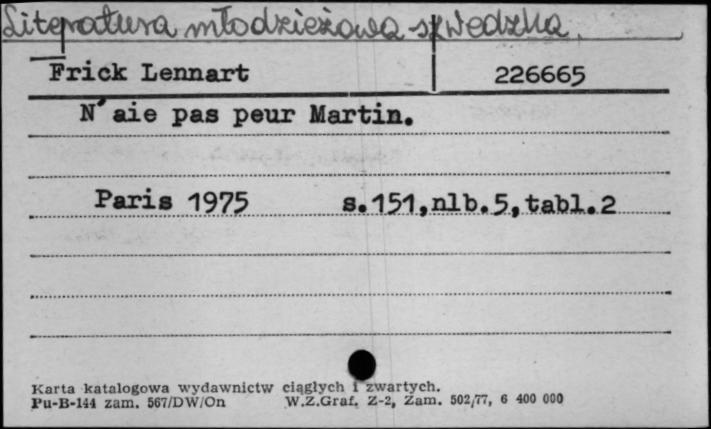 Literatura młodzieżowa szwedzka.
Frick Lennart 226665
N'aie pas peur Martin.
Paris 1975 s.151,nlb.5,tabl.2
Karta katalogowa wydawnictw ciągłych i zwartych.
Pu-B-144 zam. 567/DW/On W.Z.Graf. Z-2, Zam. 502/77, 6 400 000